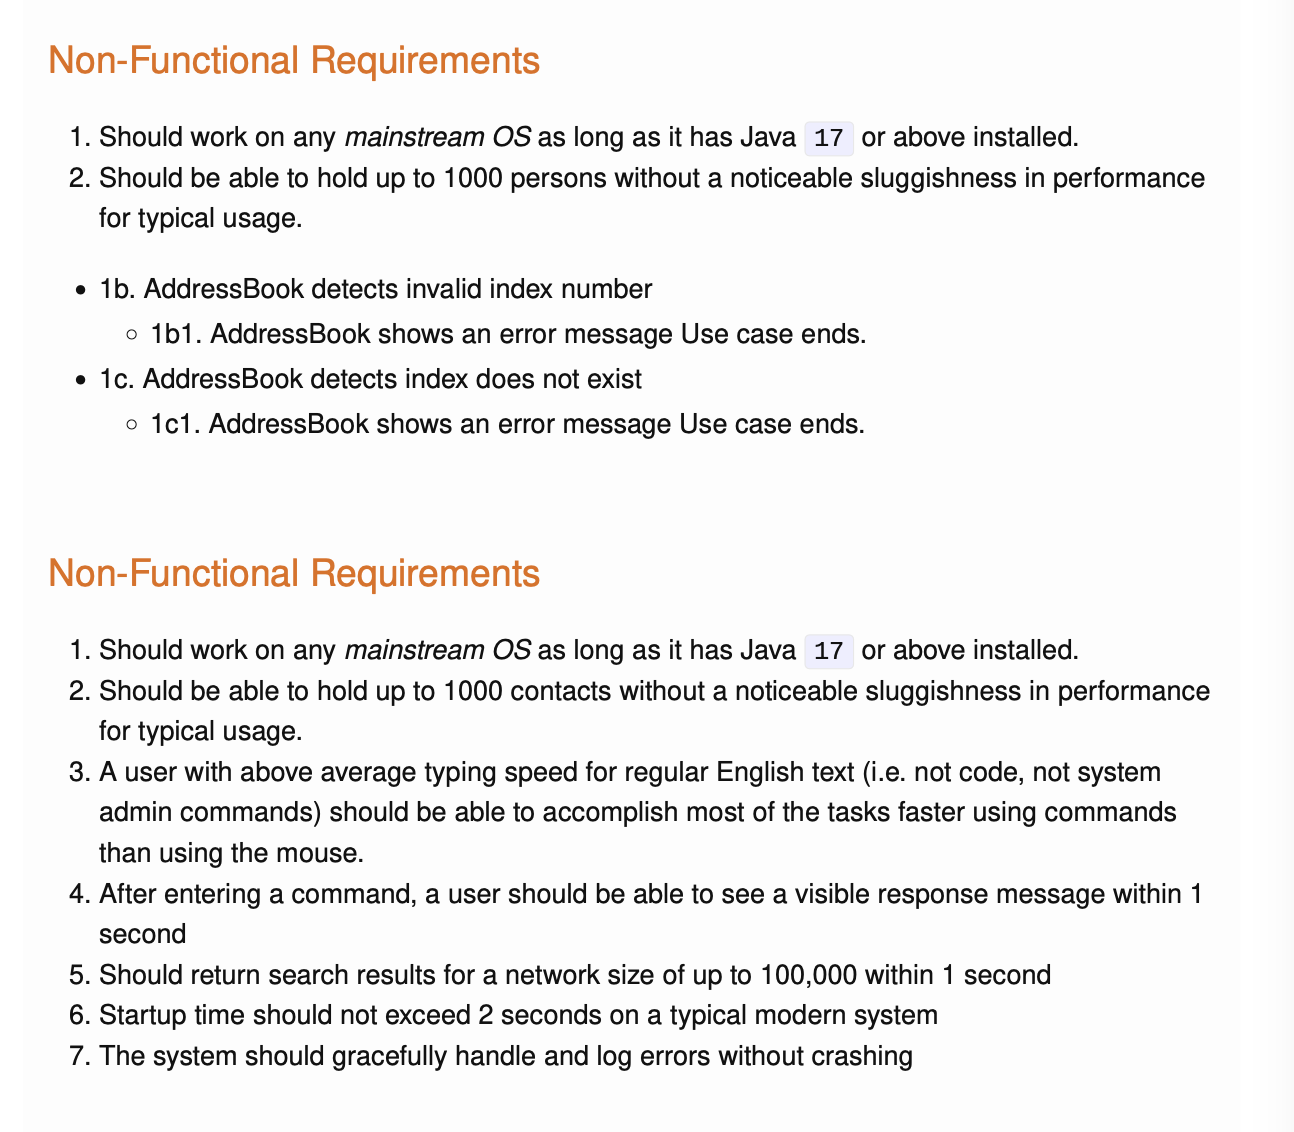 Non-Functional Requirements
1. Should work on any mainstream OS as long as it has Java 17 or above installed.
2. Should be able to hold up to 1000 persons without a noticeable sluggishness in performance
for typical usage.
• 1b. AddressBook detects invalid index number
◦ 1b1. AddressBook shows an error message Use case ends.
• 1c. AddressBook detects index does not exist
◦ 1c1. AddressBook shows an error message Use case ends.
Non-Functional Requirements
1. Should work on any mainstream OS as long as it has Java 17 or above installed.
2. Should be able to hold up to 1000 contacts without a noticeable sluggishness in performance
for typical usage.
3. A user with above average typing speed for regular English text (i.e. not code, not system
admin commands) should be able to accomplish most of the tasks faster using commands
than using the mouse.
4. After entering a command, a user should be able to see a visible response message within 1
second
5. Should return search results for a network size of up to 100,000 within 1 second
6. Startup time should not exceed 2 seconds on a typical modern system
7. The system should gracefully handle and log errors without crashing